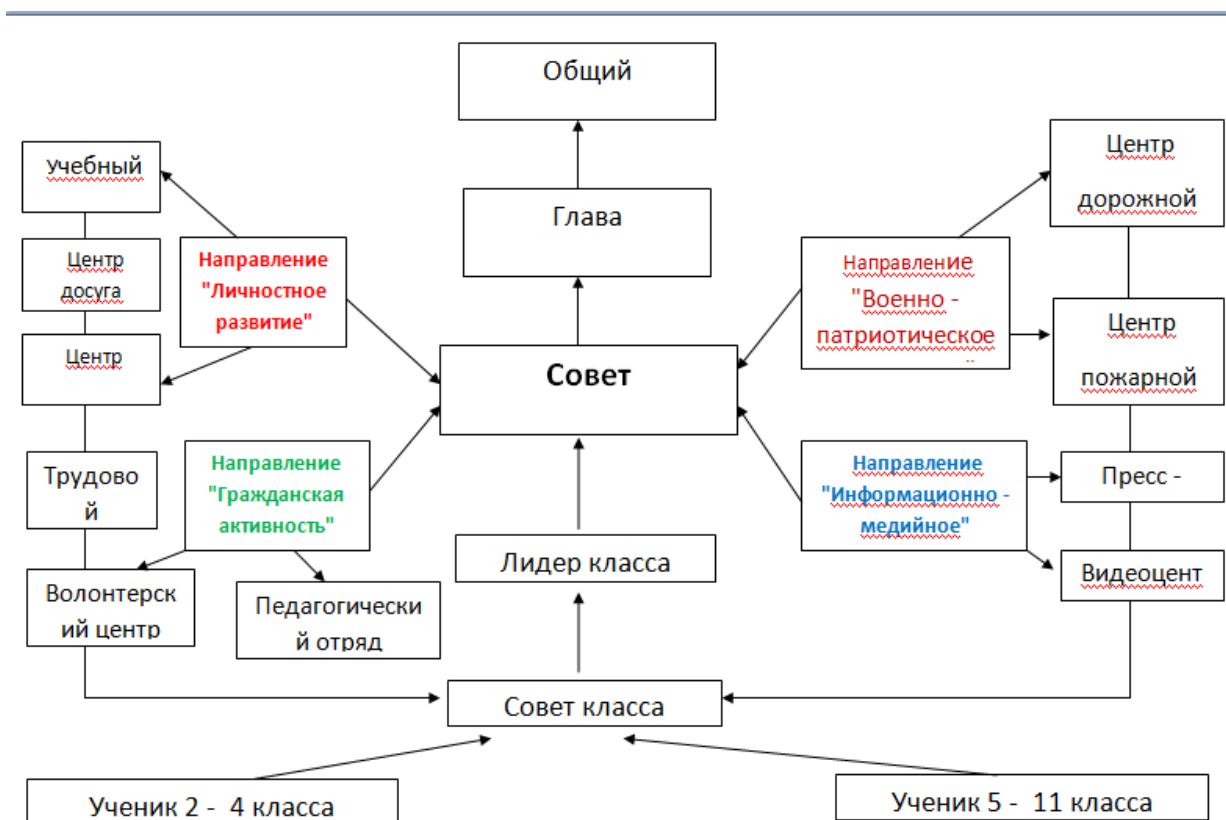 Общий
Глава
Совет
Лидер класса
Совет класса
Учебный
Центр
досуга
Центр
Трудово
й
Волонтерск
ий центр
Направление
"Личностное
развитие"
Направление
"Гражданская
активность"
Педагогически
й отряд
Направление
"Военно -
патриотическое
Направление
"Информационно -
медийное"
Центр
дорожной
Центр
пожарной
Пресс -
Видеоцент
Ученик 2 - 4 класса
Ученик 5 - 11 класса